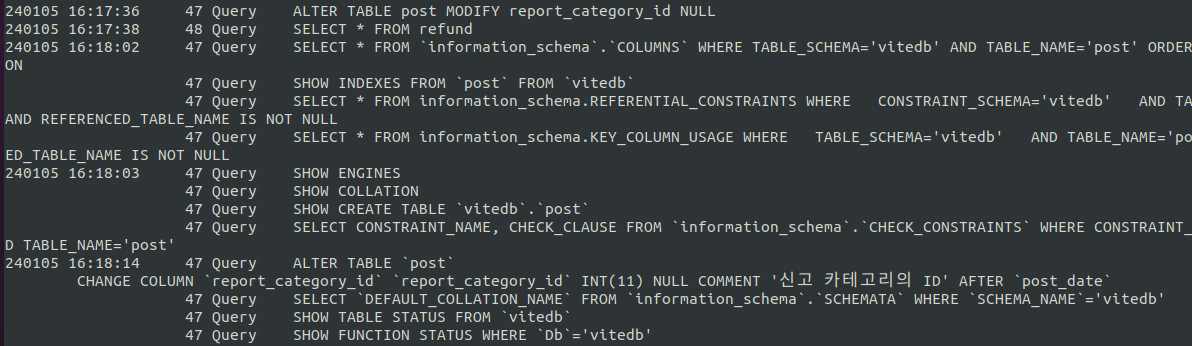 240105 16:17:36     47 Query    ALTER TABLE post MODIFY report_category_id NULL
240105 16:17:38     48 Query    SELECT * FROM refund
240105 16:18:02     47 Query    SELECT * FROM `information_schema`.`COLUMNS` WHERE TABLE_SCHEMA='vitedb' AND TABLE_NAME='post' ORDER
ON
                    47 Query    SHOW INDEXES FROM `post` FROM `vitedb`
                    47 Query    SELECT * FROM information_schema.REFERENTIAL_CONSTRAINTS WHERE   CONSTRAINT_SCHEMA='vitedb'   AND TA
AND REFERENCED_TABLE_NAME IS NOT NULL
                    47 Query    SELECT * FROM information_schema.KEY_COLUMN_USAGE WHERE   TABLE_SCHEMA='vitedb'   AND TABLE_NAME='po
ED_TABLE_NAME IS NOT NULL
240105 16:18:03     47 Query    SHOW ENGINES
                    47 Query    SHOW COLLATION
                    47 Query    SHOW CREATE TABLE `vitedb`.`post`
                    47 Query    SELECT CONSTRAINT_NAME, CHECK_CLAUSE FROM `information_schema`.`CHECK_CONSTRAINTS` WHERE CONSTRAINT_
D TABLE_NAME='post'
240105 16:18:14     47 Query    ALTER TABLE `post`
        CHANGE COLUMN `report_category_id` `report_category_id` INT(11) NULL COMMENT '신고 카테고리의 ID' AFTER `post_date`
                    47 Query    SELECT `DEFAULT_COLLATION_NAME` FROM `information_schema`.`SCHEMATA` WHERE `SCHEMA_NAME`='vitedb'
                    47 Query    SHOW TABLE STATUS FROM `vitedb`
                    47 Query    SHOW FUNCTION STATUS WHERE `Db`='vitedb'